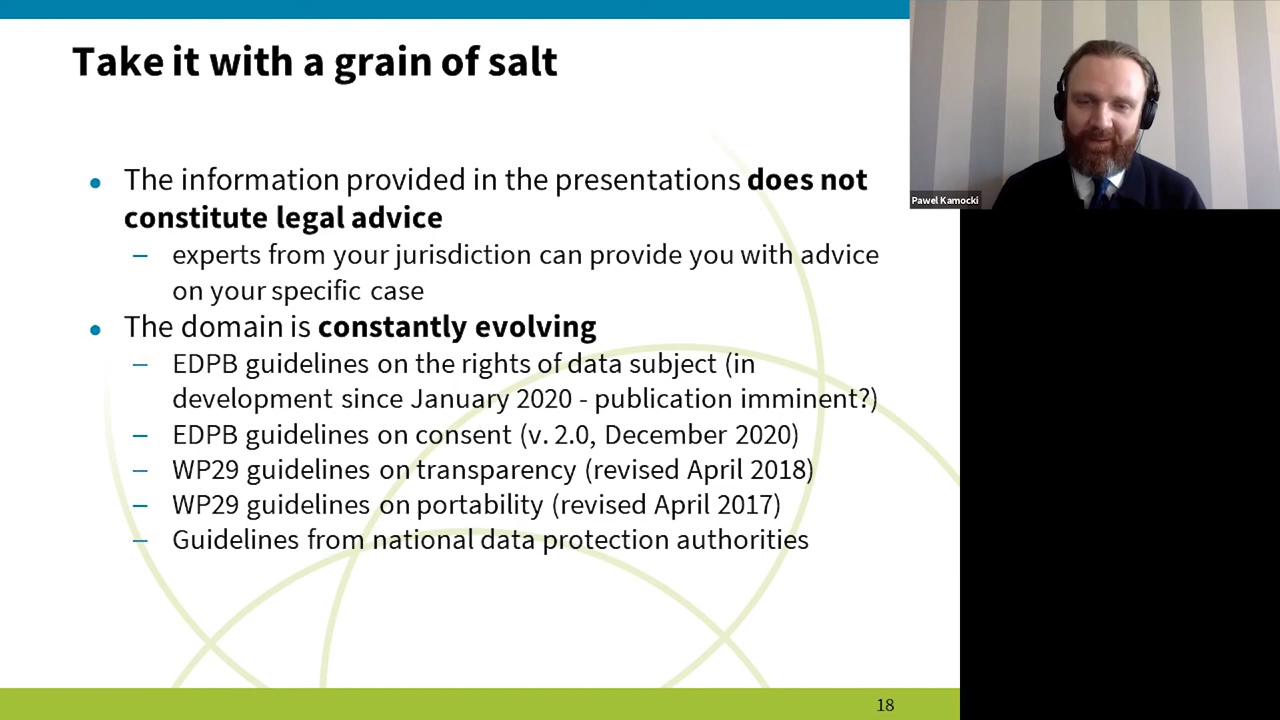 Take it with a grain of salt
The information provided in the presentations does not
constitute legal advice
– experts from your jurisdiction can provide you with advice
on your specific case
The domain is constantly evolving
– EDPB guidelines on the rights of data subject (in
development since January 2020 - publication imminent?)
– EDPB guidelines on consent (v. 2.0, December 2020)
– WP29 guidelines on transparency (revised April 2018)
– WP29 guidelines on portability (revised April 2017)
– Guidelines from national data protection authorities
18
Pawel Kamocki